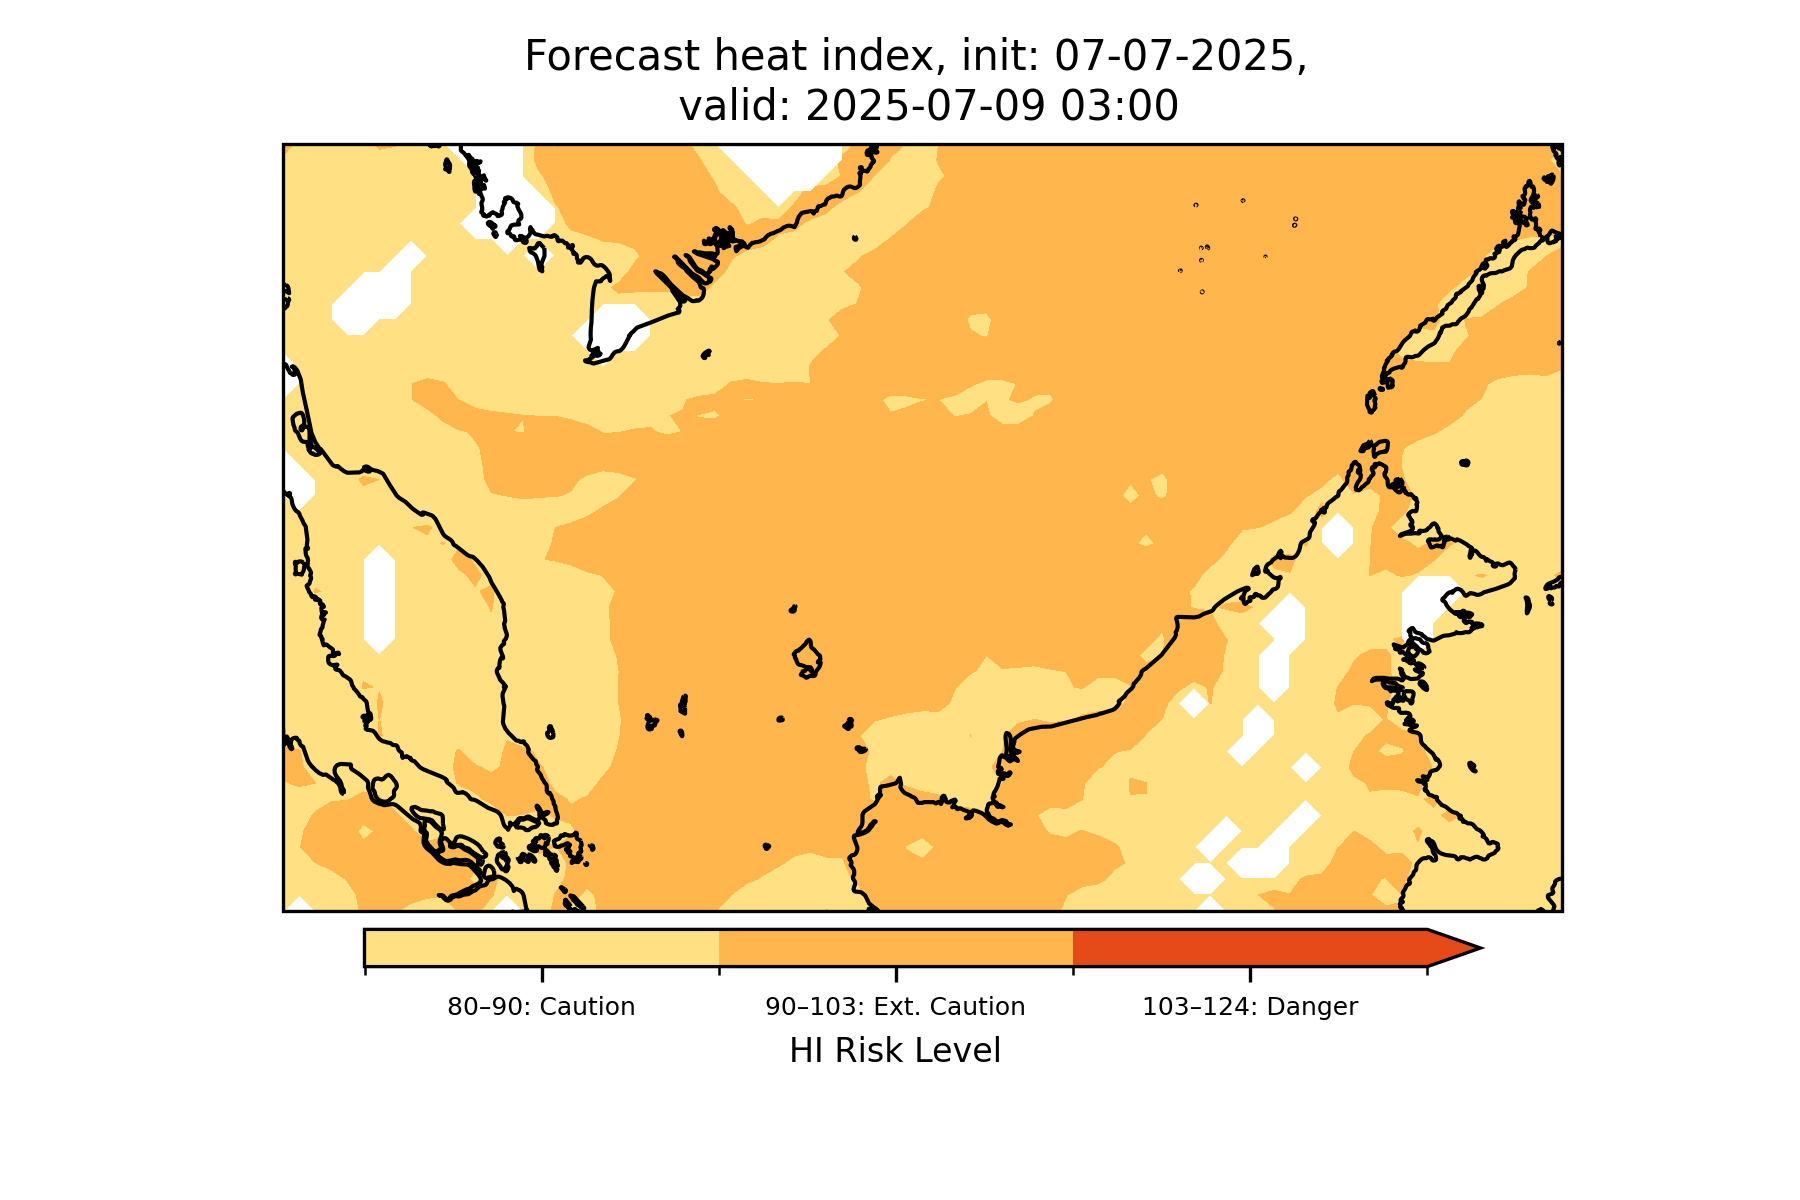 Forecast heat index, init: 07-07-2025,
valid: 2025-07-09 03:00
80–90: Caution
90–103: Ext. Caution
103–124: Danger
HI Risk Level